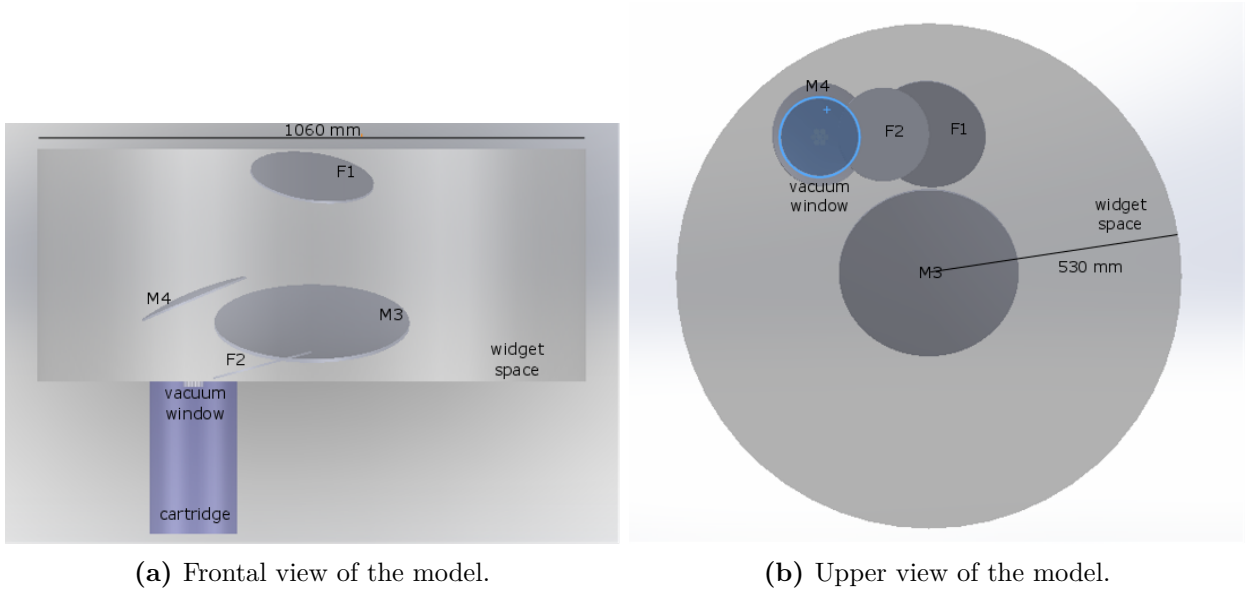 1060 mm
F1
M4
M3
F2
widget
space
vacuum
window
cartridge
(a) Frontal view of the model.
M4
F2
F1
vacuum
window
widget
space
M3
530 mm
(b) Upper view of the model.